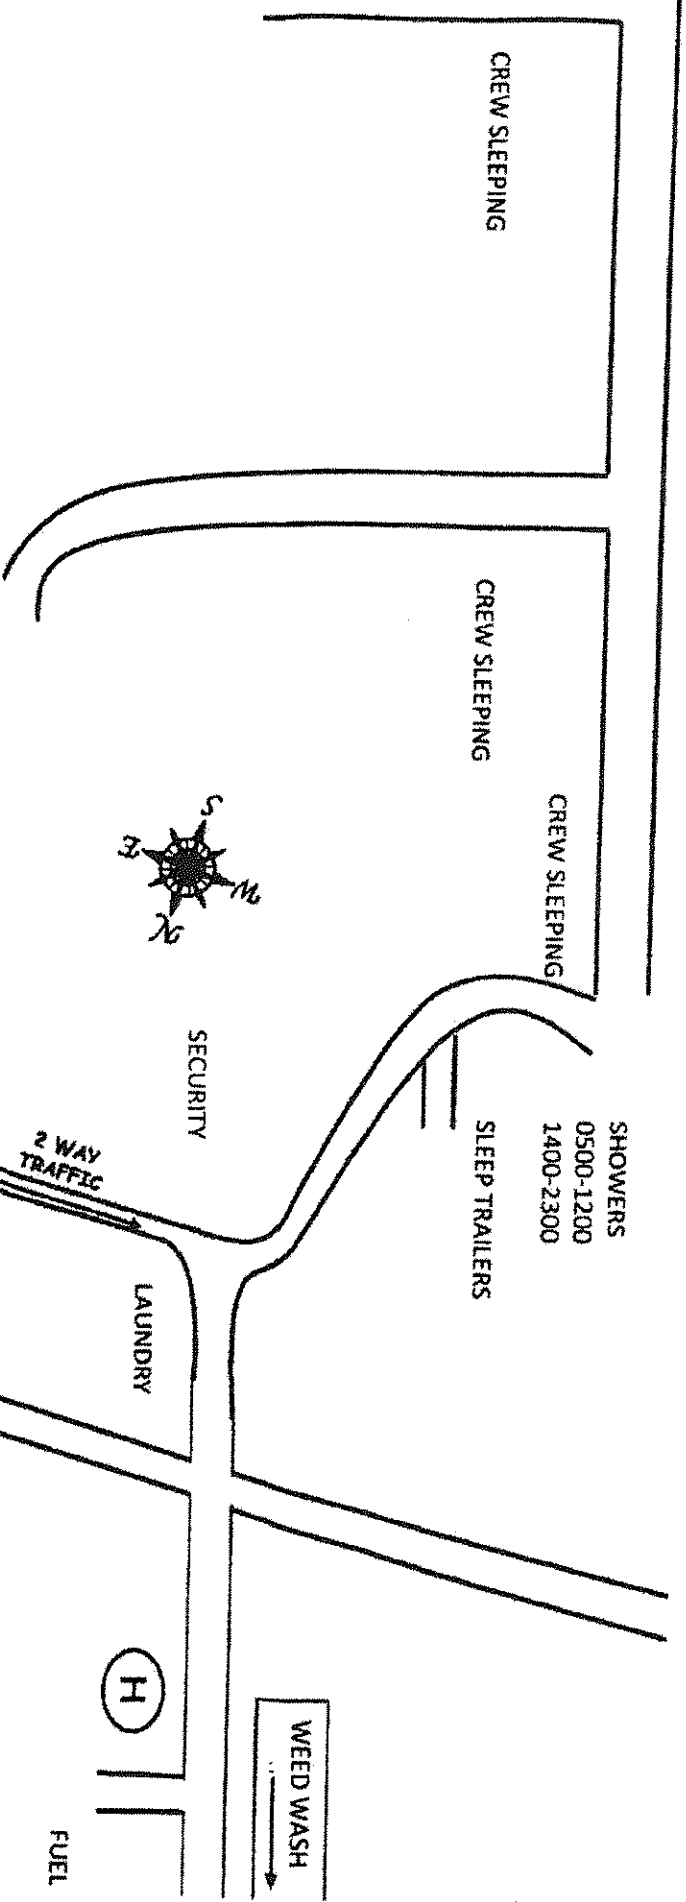 CREW SLEEPING
CREW SLEEPING
CREW SLEEPING
SHOWERS
0500-1200
1400-2300
SLEEP TRAILERS
S
W
E
N
SECURITY
2 WAY
TRAFFIC
LAUNDRY
WEED WASH
H
FUEL